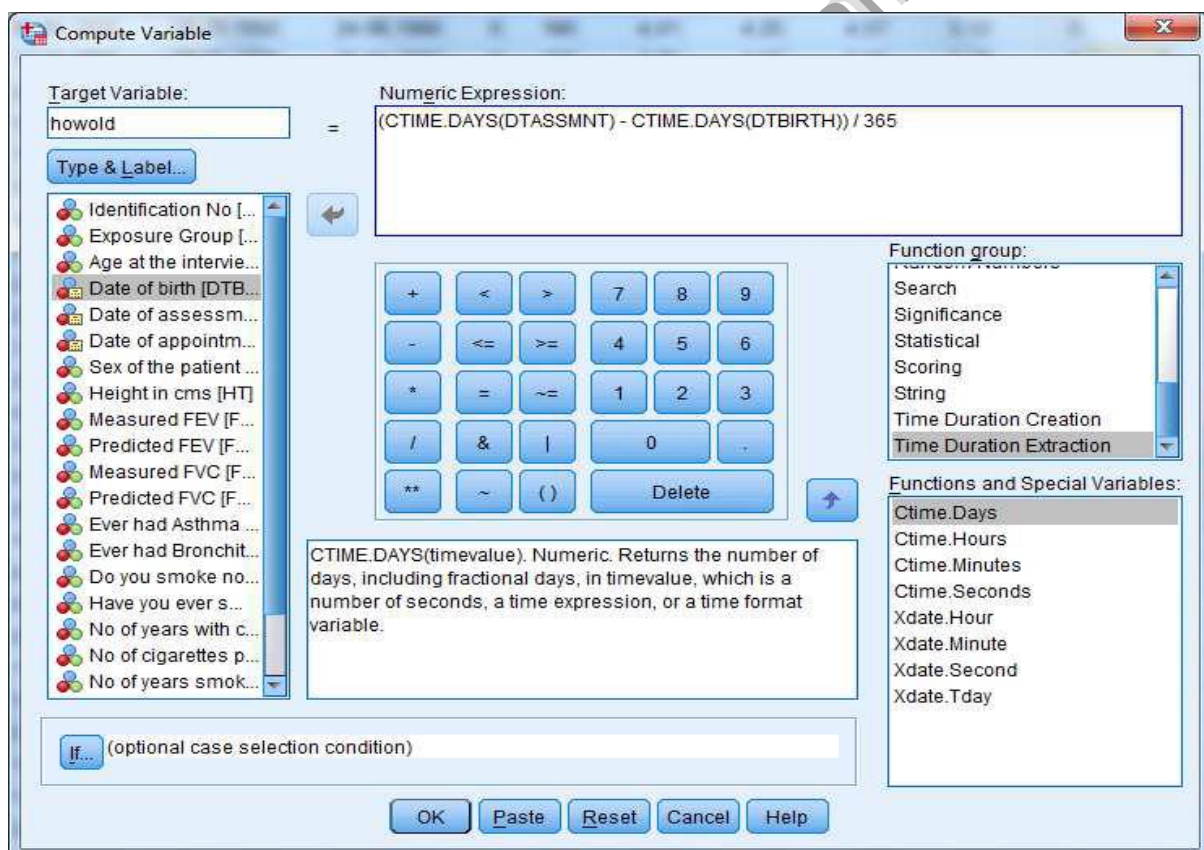 Compute Variable
Target Variable:
howold
=
Numeric Expression:
(CTIME.DAYS(DTASSMNT) - CTIME.DAYS(DTBIRTH)) / 365
Type & Label...
Identification No [...
Exposure Group [...
Age at the intervie...
Date of birth [DTB...
Date of assessm...
Date of appointm...
Sex of the patient ...
Height in cms [HT]
Measured FEV [F...
Predicted FEV [F...
Measured FVC [F...
Predicted FVC [F...
Ever had Asthma ...
Ever had Bronchit...
Do you smoke no...
Have you ever s...
No of years with c...
No of cigarettes p...
No of years smok...
+ < > 7 8 9
- <= >= 4 5 6
* = ~= 1 2 3
/ & | 0 .
** ~ ( ) Delete
CTIME.DAYS(timevalue). Numeric. Returns the number of
days, including fractional days, in timevalue, which is a
number of seconds, a time expression, or a time format
variable.
Function group:
Random Numbers
Search
Significance
Statistical
Scoring
String
Time Duration Creation
Time Duration Extraction
Functions and Special Variables:
Ctime.Days
Ctime.Hours
Ctime.Minutes
Ctime.Seconds
Xdate.Hour
Xdate.Minute
Xdate.Second
Xdate.Tday
If... (optional case selection condition)
OK Paste Reset Cancel Help